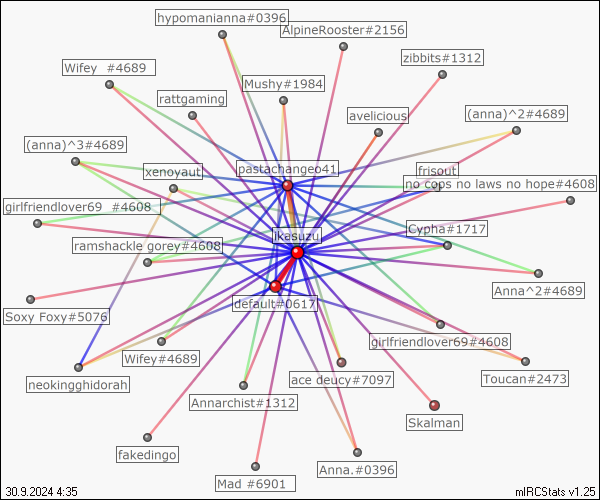 hypomanianna#0396
AlpineRooster#2156
zibbits#1312
Wifey  #4689
Mushy#1984
rattgaming
avelicious
(anna)^2#4689
(anna)^3#4689
xenoyaut
pastachangeo41
frisout
no cops no laws no hope#4608
girlfriendlover69  #4608
ramshackle gorey#4608
ikasuzu
Cypha#1717
Anna^2#4689
default#0617
Soxy Foxy#5076
Wifey#4689
girlfriendlover69#4608
neokingghidorah
Annarchist#1312
ace deucy#7097
Toucan#2473
Skalman
fakedingo
Mad #6901
Anna.#0396
30.9.2024 4:35
mIRCStats v1.25